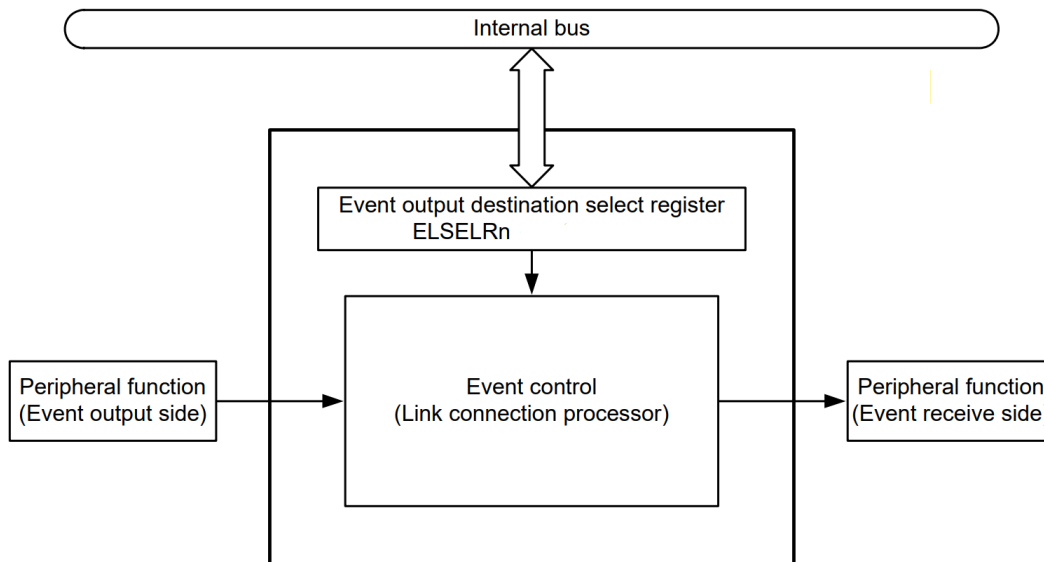 Internal bus
Event output destination select register
ELSELRn
Event control
(Link connection processor)
Peripheral function
(Event output side)
Peripheral function
(Event receive side